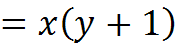 = x(y + 1)